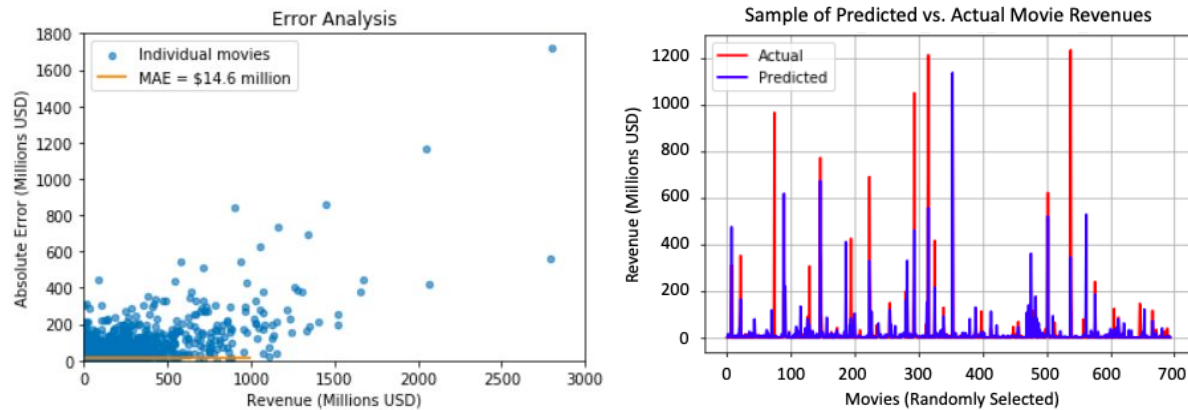 Error Analysis
Individual movies
MAE = $14.6 million
Absolute Error (Millions USD)
1800
1600
1400
1200
1000
800
600
400
200
0
0 500 1000 1500 2000 2500 3000
Revenue (Millions USD)
Sample of Predicted vs. Actual Movie Revenues
Actual
Predicted
Revenue (Millions USD)
1200
1000
800
600
400
200
0
0 100 200 300 400 500 600 700
Movies (Randomly Selected)